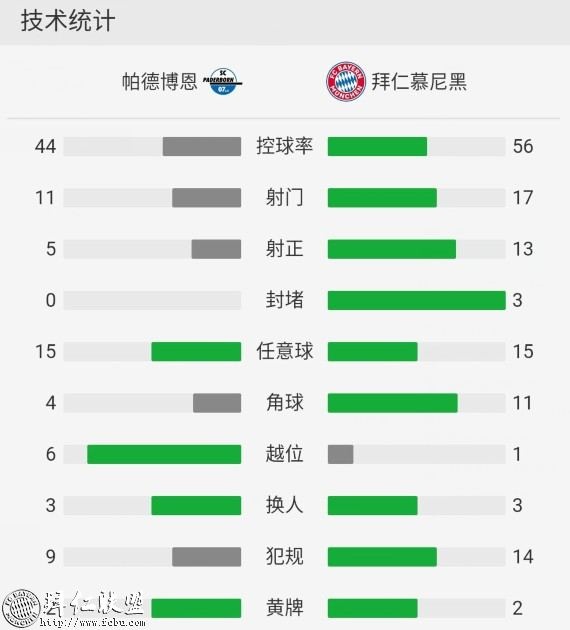 技术统计
帕德博恩 SC PADERBORN 07 FC BAYERN MÜNCHEN 拜仁慕尼黑
44 控球率 56
11 射门 17
5 射正 13
0 封堵 3
15 任意球 15
4 角球 11
6 越位 1
3 换人 3
9 犯规 14
黄牌 2
拜仁联盟
http://www.fcbu.com